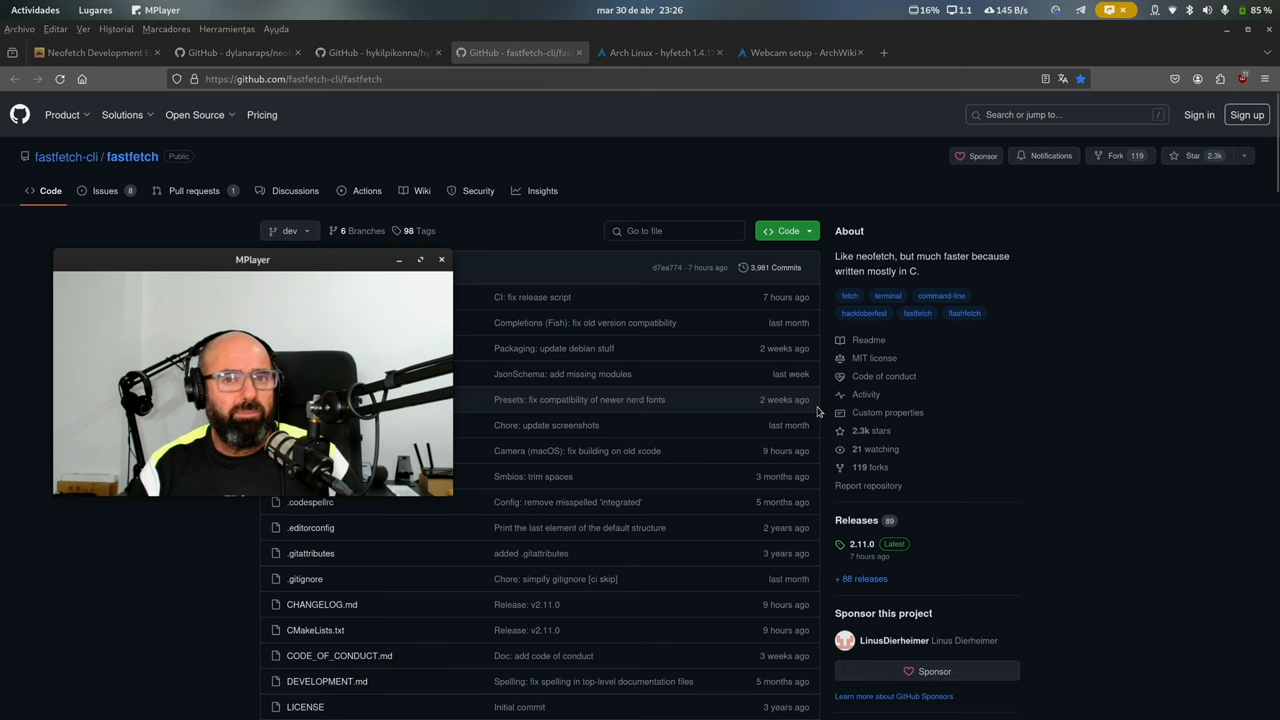 Actividades Lugares MPlayer mar 30 de abr 23:26 16% 1.1 145 B/s 85 %
Archivo Editar Ver Historial Marcadores Herramientas Ayuda
Neofetch Development E GitHub - dylanaraps/neo GitHub - hykilpikonna/hy GitHub - fastfetch-cli/fas Arch Linux - hyfetch 1.4.1 Webcam setup - ArchWiki
https://github.com/fastfetch-cli/fastfetch
Product Solutions Open Source Pricing Search or jump to... / Sign in Sign up
fastfetch-cli / fastfetch Public Sponsor Notifications Fork 119 Star 2.3k
Code Issues 8 Pull requests 1 Discussions Actions Wiki Security Insights
dev 6 Branches 98 Tags Go to file Code
MPlayer
d7ea774 · 7 hours ago 3,981 Commits
CI: fix release script 7 hours ago
Completions (Fish): fix old version compatibility last month
Packaging: update debian stuff 2 weeks ago
JsonSchema: add missing modules last week
Presets: fix compatibility of newer nerd fonts 2 weeks ago
Chore: update screenshots last month
Camera (macOS): fix building on old xcode 9 hours ago
Smbios: trim spaces 3 months ago
.codespellrc Config: remove misspelled 'integrated' 5 months ago
.editorconfig Print the last element of the default structure 2 years ago
.gitattributes added .gitattributes 3 years ago
.gitignore Chore: simpify gitignore [ci skip] last month
CHANGELOG.md Release: v2.11.0 9 hours ago
CMakeLists.txt Release: v2.11.0 9 hours ago
CODE_OF_CONDUCT.md Doc: add code of conduct 3 weeks ago
DEVELOPMENT.md Spelling: fix spelling in top-level documentation files 5 months ago
LICENSE Initial commit 3 years ago
About
Like neofetch, but much faster because
written mostly in C.
fetch terminal command-line
hacktoberfest fastfetch flashfetch
Readme
MIT license
Code of conduct
Activity
Custom properties
2.3k stars
21 watching
119 forks
Report repository
Releases 89
2.11.0 Latest
7 hours ago
+ 88 releases
Sponsor this project
LinusDierheimer Linus Dierheimer
Sponsor
Learn more about GitHub Sponsors